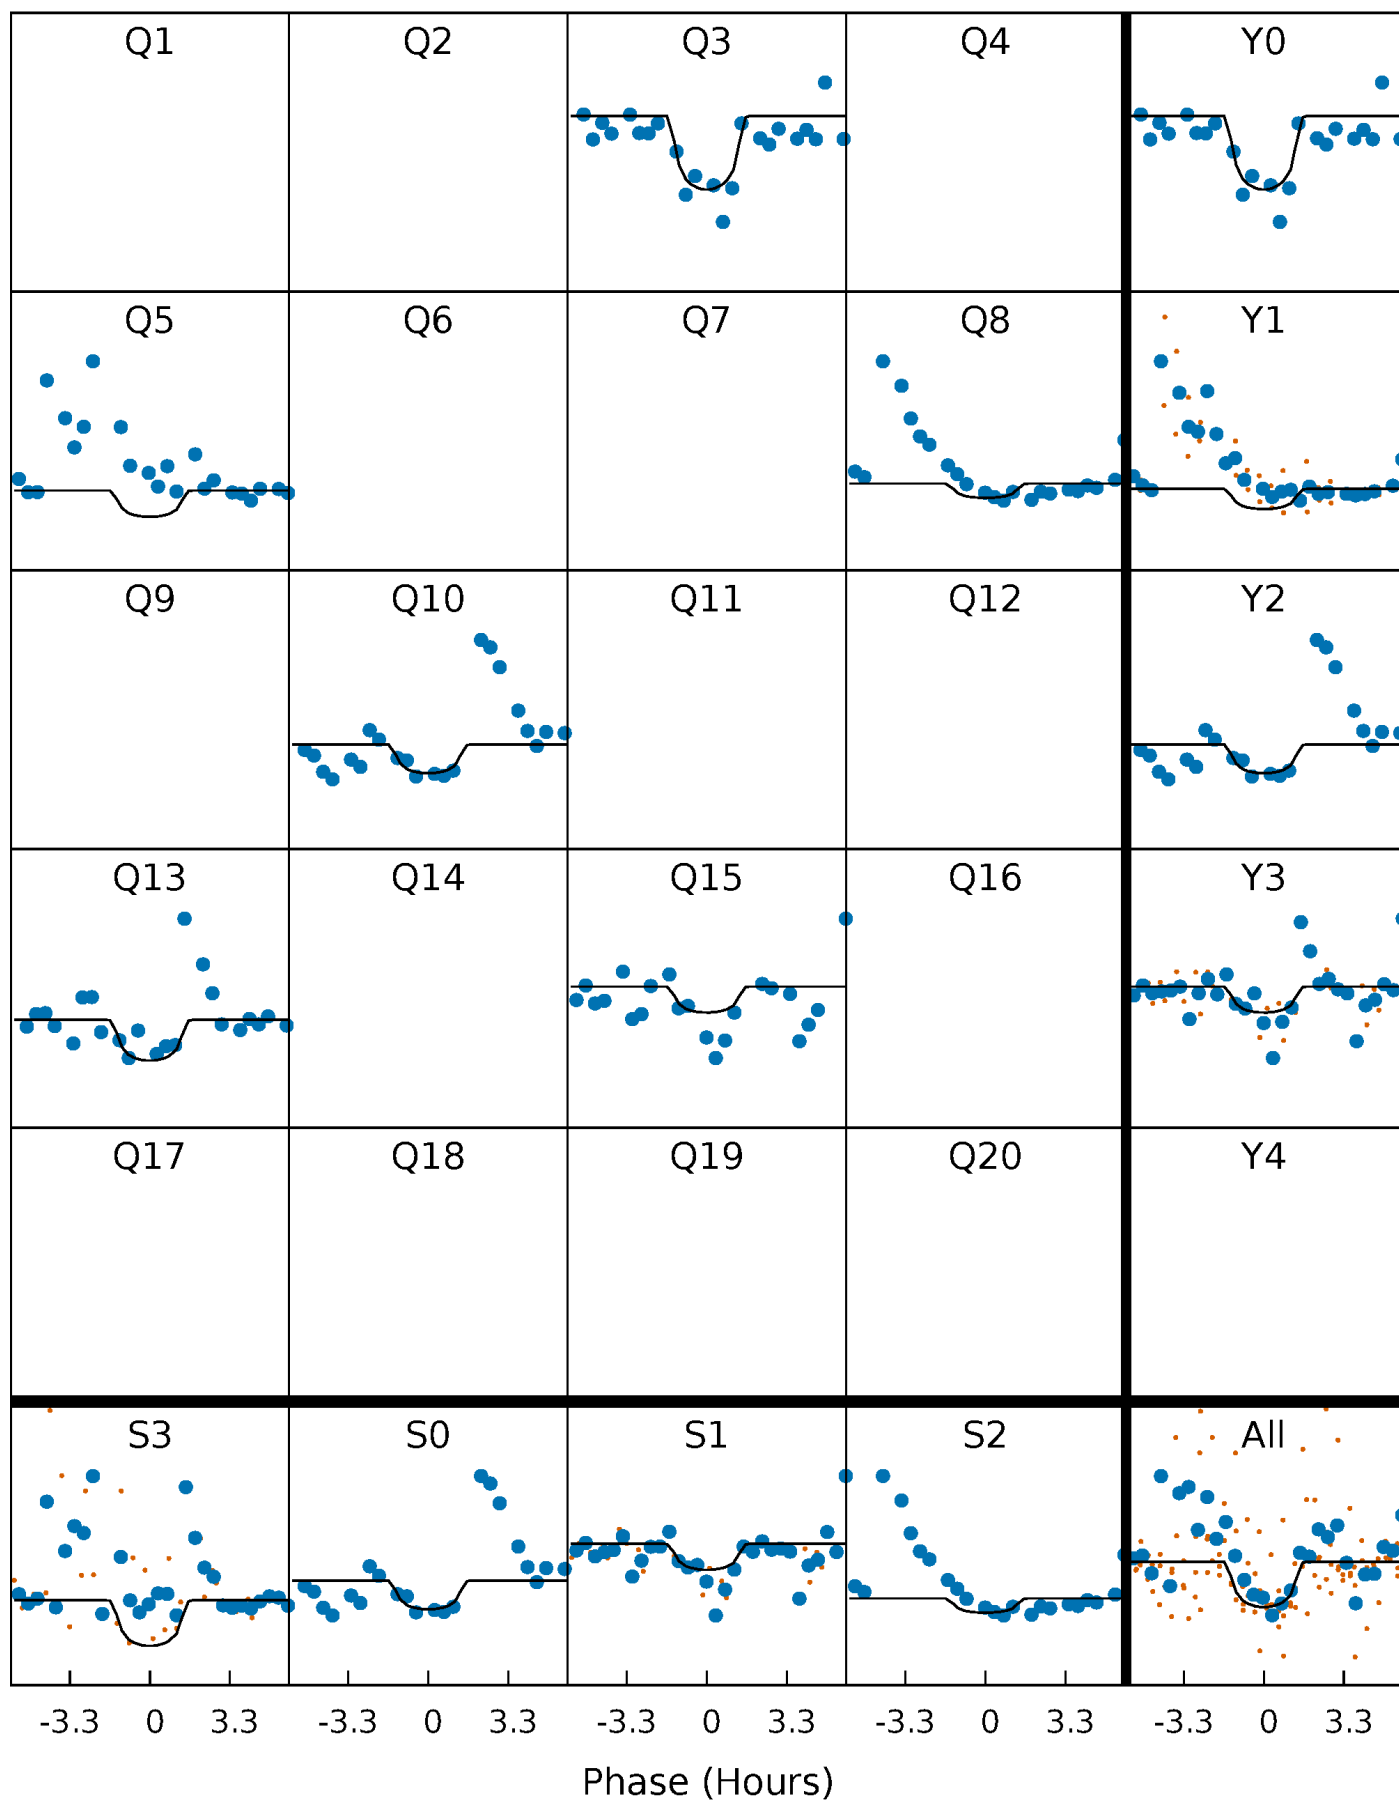 Q1 Q2 Q3 Q4 Y0
Q5 Q6 Q7 Q8 Y1
Q9 Q10 Q11 Q12 Y2
Q13 Q14 Q15 Q16 Y3
Q17 Q18 Q19 Q20 Y4
S3 S0 S1 S2 All
-3.3 0 3.3 -3.3 0 3.3 -3.3 0 3.3 -3.3 0 3.3 -3.3 0 3.3
Phase (Hours)